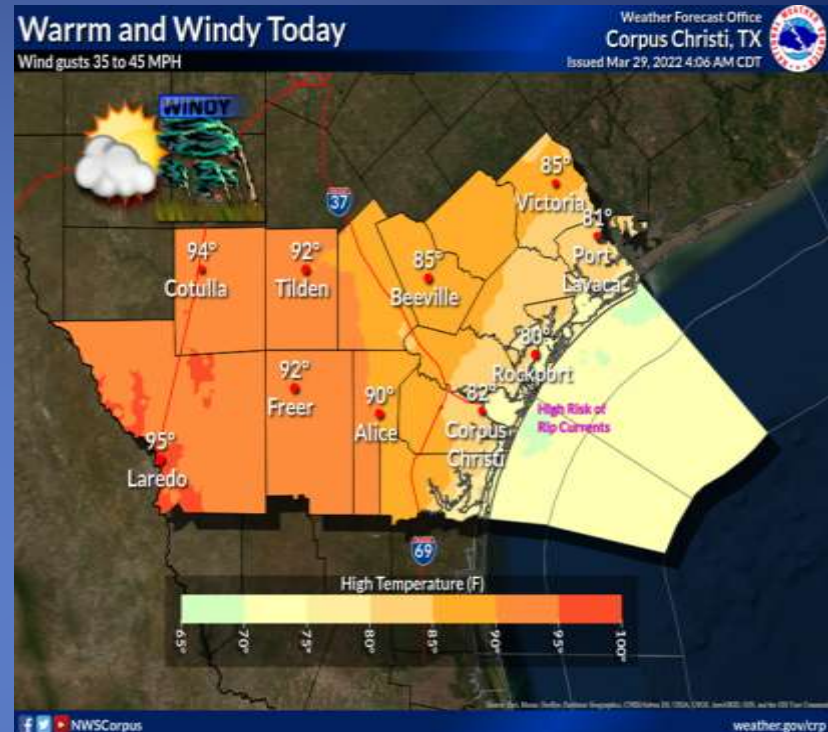 Warrm and Windy Today
Wind gusts 35 to 45 MPH
Weather Forecast Office
Corpus Christi, TX
Issued Mar 29, 2022 4:06 AM CDT
WINDY
37
85°
Victoria
81°
Port
Lavaca
94°
Cotulla
92°
Tilden
85°
Beeville
80°
Rockport
92°
Freer
90°
Alice
82°
Corpus
Christi
High Risk of
Rip Currents
95°
Laredo
69
High Temperature (F)
65°
70°
75°
80°
85°
90°
95°
100°
NWSCorpus
weather.gov/crp